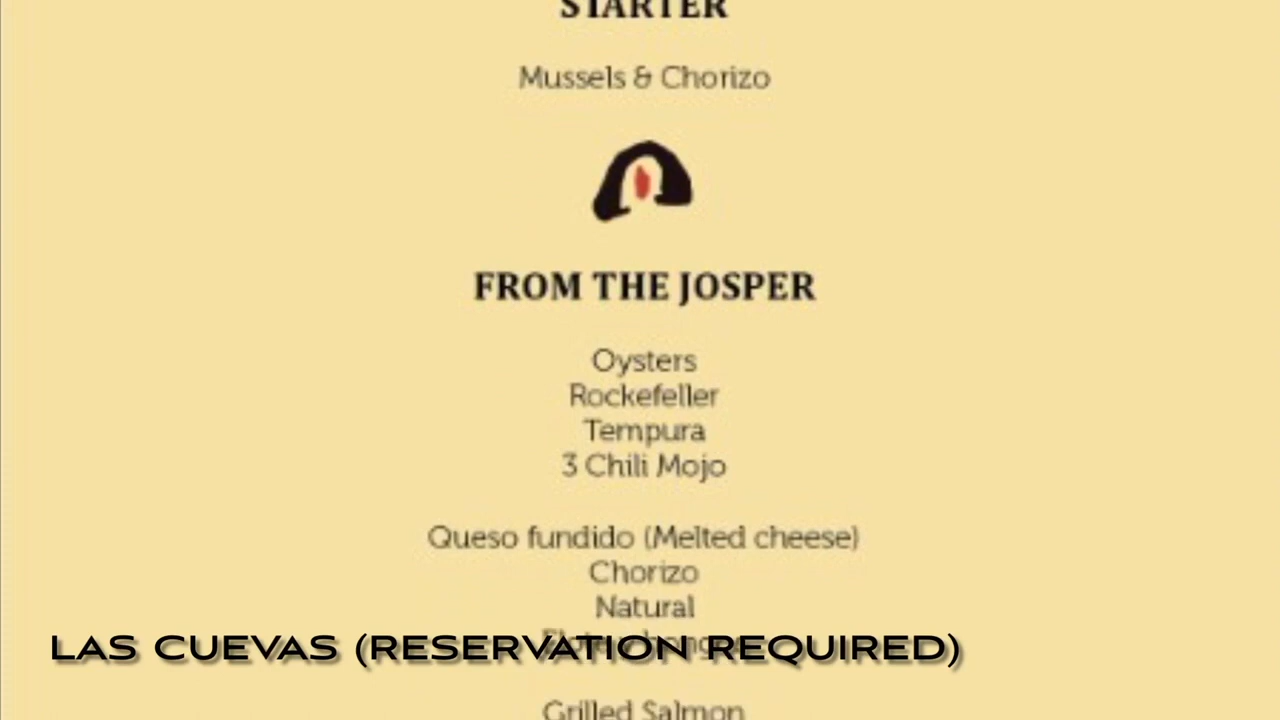 STARTER
Mussels & Chorizo
FROM THE JOSPER
Oysters
Rockefeller
Tempura
3 Chili Mojo
Queso fundido (Melted cheese)
Chorizo
Natural
LAS CUEVAS (RESERVATION REQUIRED)
Grilled Salmon